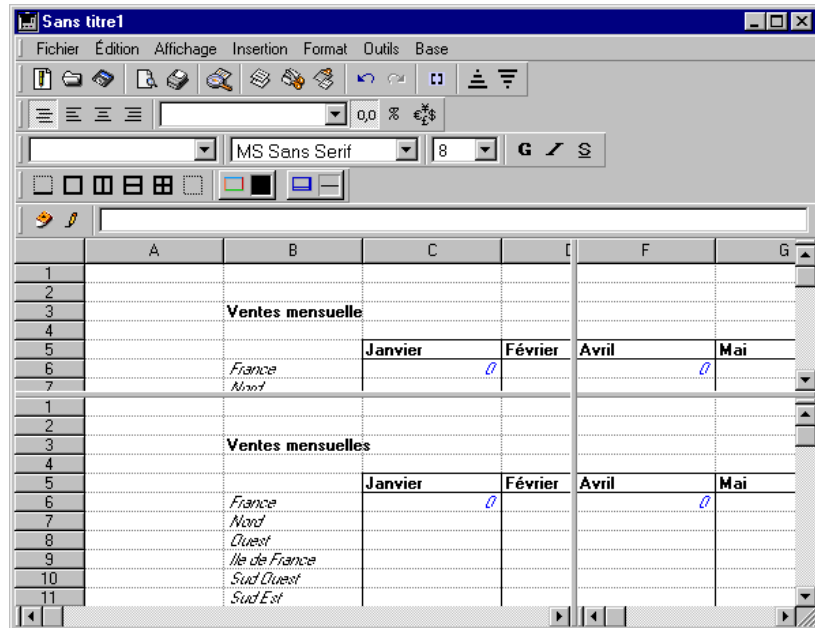 Sans titre1
Fichier Édition Affichage Insertion Format Outils Base
0,0 %
MS Sans Serif 8 G I S
A B C F G
1
2
3 Ventes mensuelle
4
5 Janvier Février Avril Mai
6 France 0 0
7 Nord
1
2
3 Ventes mensuelles
4
5 Janvier Février Avril Mai
6 France 0 0
7 Nord
8 Ouest
9 Ile de France
10 Sud Ouest
11 Sud Est